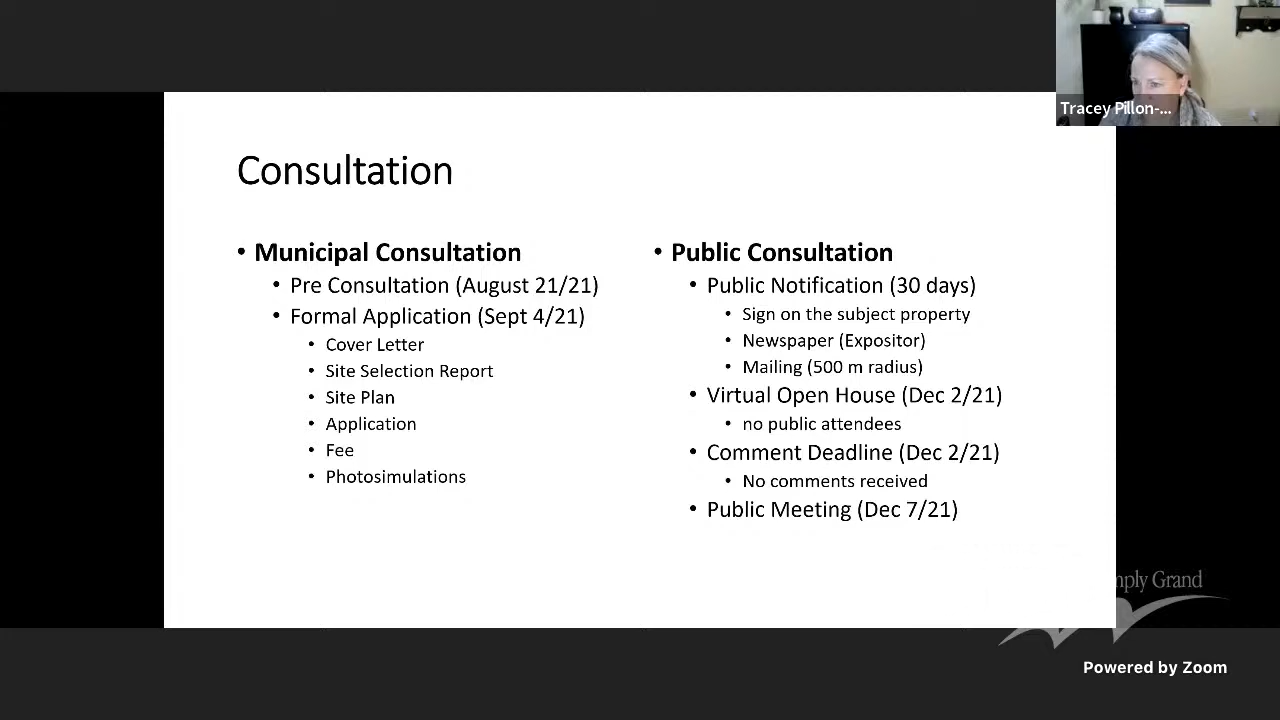 Tracey Pillon-...
Consultation
• Municipal Consultation
• Pre Consultation (August 21/21)
• Formal Application (Sept 4/21)
• Cover Letter
• Site Selection Report
• Site Plan
• Application
• Fee
• Photosimulations
• Public Consultation
• Public Notification (30 days)
• Sign on the subject property
• Newspaper (Expositor)
• Mailing (500 m radius)
• Virtual Open House (Dec 2/21)
• no public attendees
• Comment Deadline (Dec 2/21)
• No comments received
• Public Meeting (Dec 7/21)
Grand
Powered by Zoom